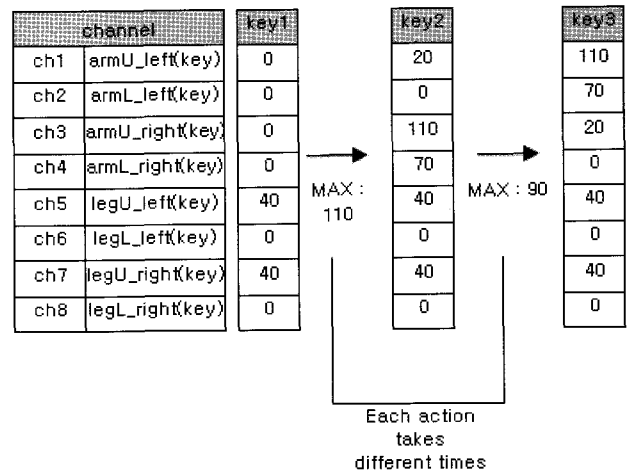 channel key1 key2 key3
ch1 armU_left(key) 0 20 110
ch2 armL_left(key) 0 0 70
ch3 armU_right(key) 0 110 20
ch4 armL_right(key) 0 70 0
ch5 legU_left(key) 40 40 40
ch6 legL_left(key) 0 0 0
ch7 legU_right(key) 40 40 40
ch8 legL_right(key) 0 0 0
MAX :
110
MAX : 90
Each action
takes
different times